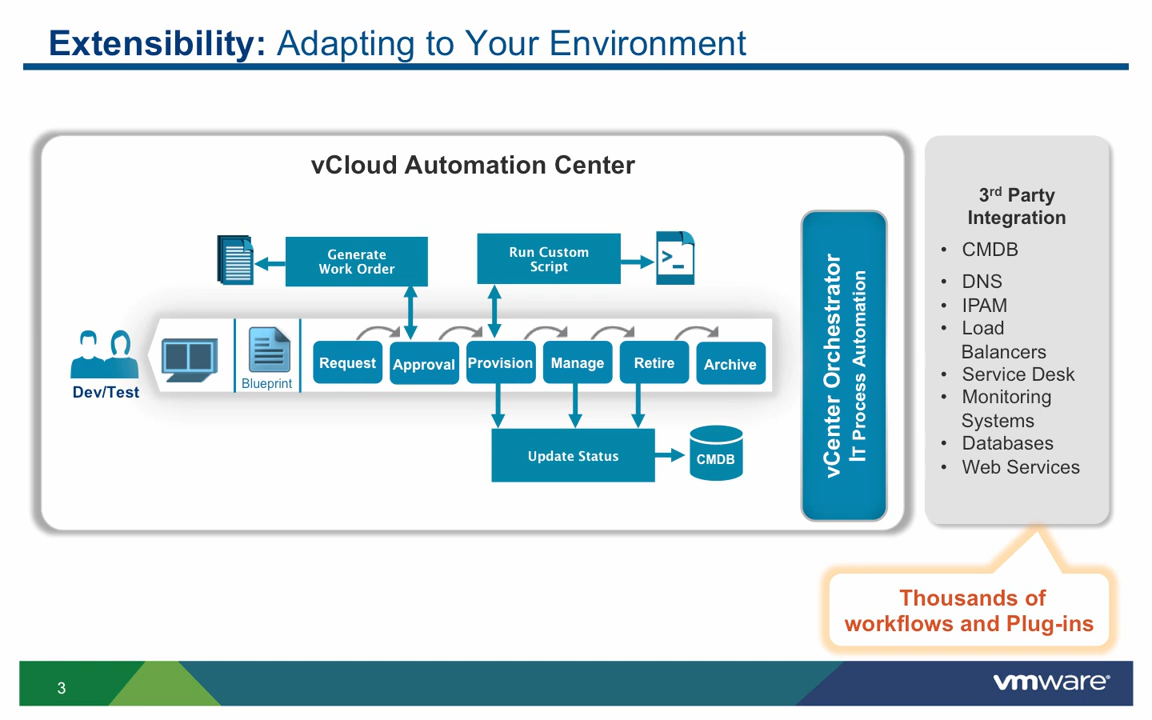 Extensibility: Adapting to Your Environment
vCloud Automation Center
Generate
Work Order
Run Custom
Script
>_
Dev/Test
Blueprint
Request
Approval
Provision
Manage
Retire
Archive
Update Status
CMDB
vCenter Orchestrator
IT Process Automation
3rd Party
Integration
• CMDB
• DNS
• IPAM
• Load
Balancers
• Service Desk
• Monitoring
Systems
• Databases
• Web Services
Thousands of
workflows and Plug-ins
3
vmware®